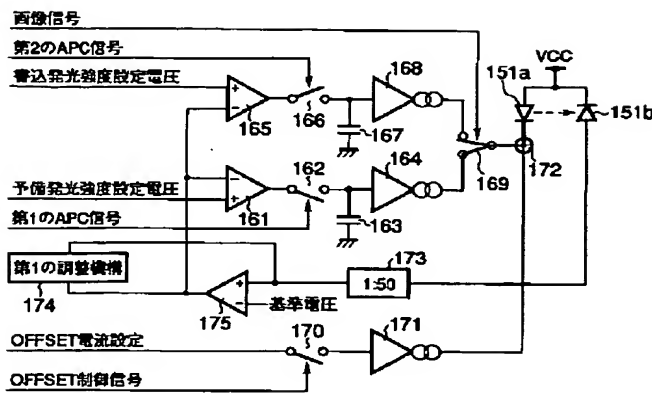 画像信号
第2のAPC信号
書込発光強度設定電圧
予備発光強度設定電圧
第1のAPC信号
第1の調整機構
174
OFFSET電流設定
OFFSET制御信号
165
166
167
168
161
162
163
164
169
VCC
151a
151b
172
173
1:50
175
基準電圧
170
171
+
−
−
+
+
−